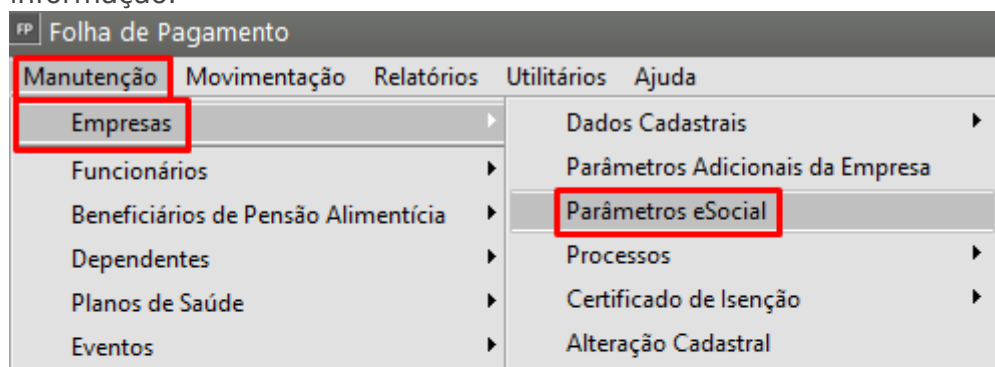 FP Folha de Pagamento
Manutenção Movimentação Relatórios Utilitários Ajuda
Empresas
Funcionários
Beneficiários de Pensão Alimentícia
Dependentes
Planos de Saúde
Eventos
Dados Cadastrais
Parâmetros Adicionais da Empresa
Parâmetros eSocial
Processos
Certificado de Isenção
Alteração Cadastral